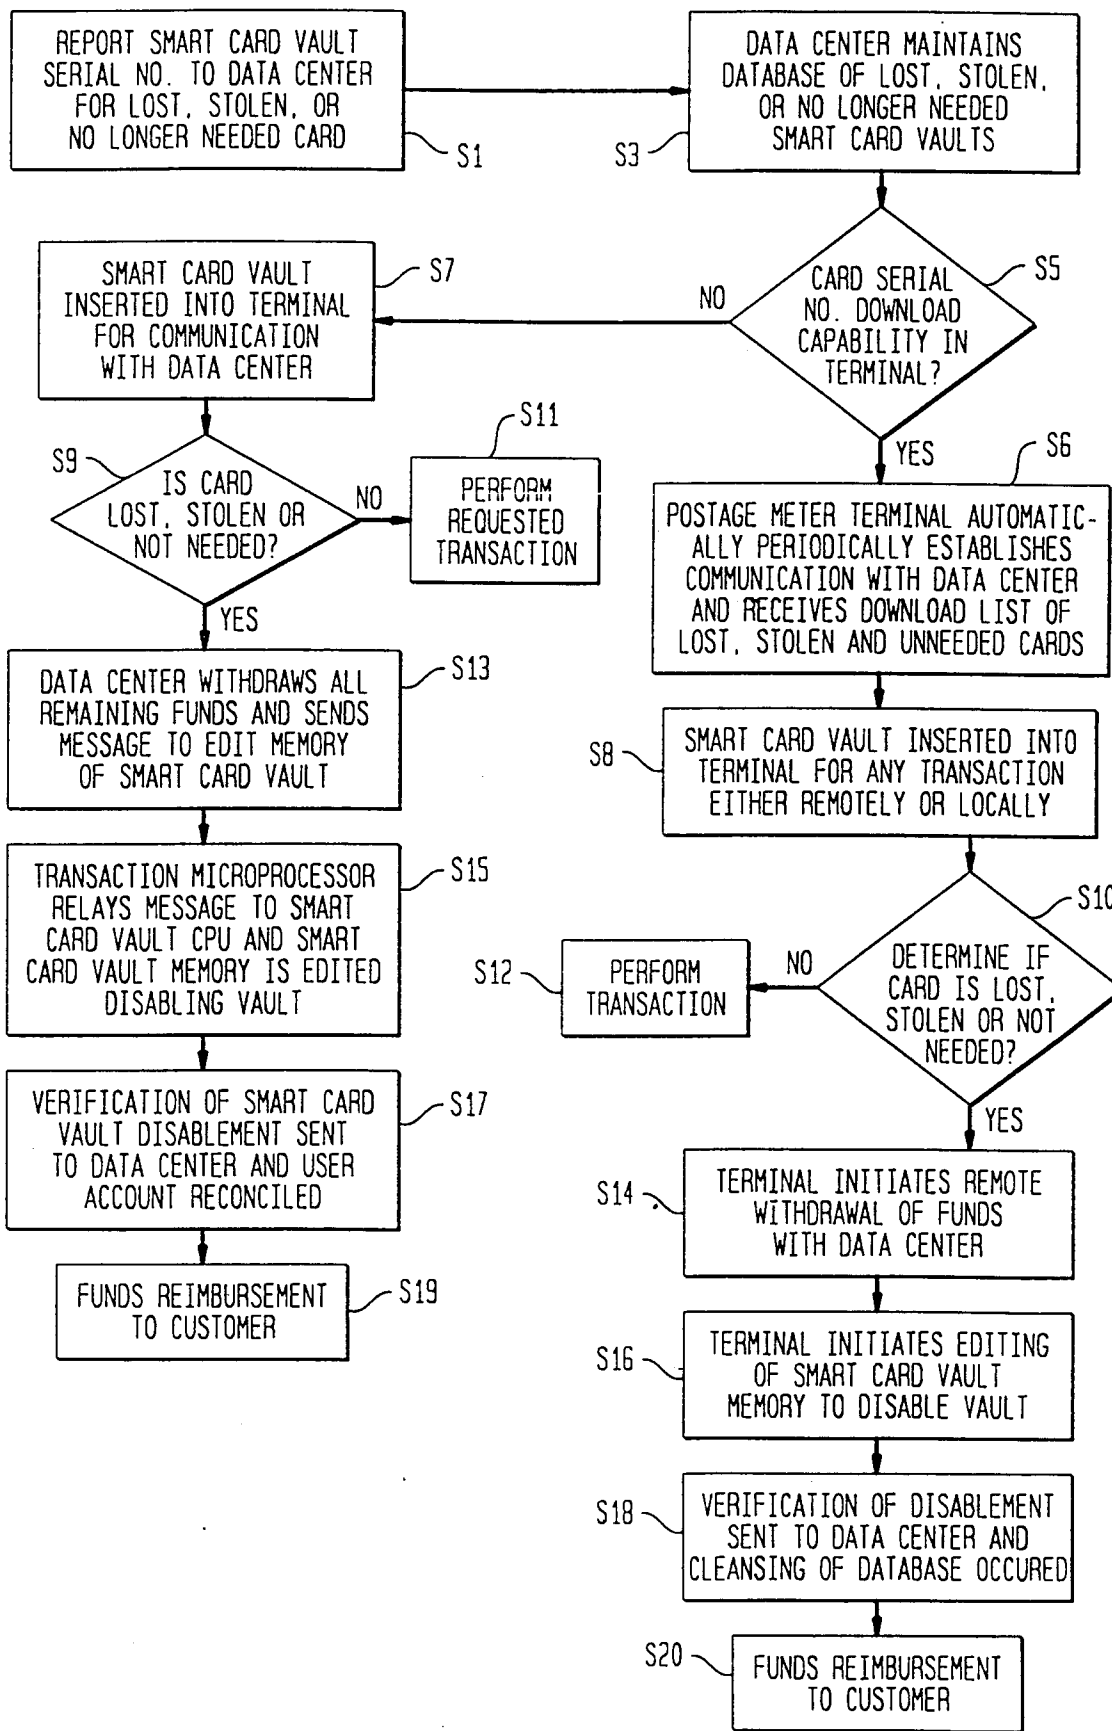 REPORT SMART CARD VAULT
SERIAL NO. TO DATA CENTER
FOR LOST, STOLEN, OR
NO LONGER NEEDED CARD
S1
DATA CENTER MAINTAINS
DATABASE OF LOST, STOLEN,
OR NO LONGER NEEDED
SMART CARD VAULTS
S3
CARD SERIAL
NO. DOWNLOAD
CAPABILITY IN
TERMINAL?
S5
NO
YES
SMART CARD VAULT
INSERTED INTO TERMINAL
FOR COMMUNICATION
WITH DATA CENTER
S7
IS CARD
LOST, STOLEN OR
NOT NEEDED?
S9
NO
YES
PERFORM
REQUESTED
TRANSACTION
S11
DATA CENTER WITHDRAWS ALL
REMAINING FUNDS AND SENDS
MESSAGE TO EDIT MEMORY
OF SMART CARD VAULT
S13
TRANSACTION MICROPROCESSOR
RELAYS MESSAGE TO SMART
CARD VAULT CPU AND SMART
CARD VAULT MEMORY IS EDITED
DISABLING VAULT
S15
VERIFICATION OF SMART CARD
VAULT DISABLEMENT SENT
TO DATA CENTER AND USER
ACCOUNT RECONCILED
S17
FUNDS REIMBURSEMENT
TO CUSTOMER
S19
S6
POSTAGE METER TERMINAL AUTOMATIC-
ALLY PERIODICALLY ESTABLISHES
COMMUNICATION WITH DATA CENTER
AND RECEIVES DOWNLOAD LIST OF
LOST, STOLEN AND UNNEEDED CARDS
S8
SMART CARD VAULT INSERTED INTO
TERMINAL FOR ANY TRANSACTION
EITHER REMOTELY OR LOCALLY
S10
DETERMINE IF
CARD IS LOST,
STOLEN OR NOT
NEEDED?
NO
YES
S12
PERFORM
TRANSACTION
S14
TERMINAL INITIATES REMOTE
WITHDRAWAL OF FUNDS
WITH DATA CENTER
S16
TERMINAL INITIATES EDITING
OF SMART CARD VAULT
MEMORY TO DISABLE VAULT
S18
VERIFICATION OF DISABLEMENT
SENT TO DATA CENTER AND
CLEANSING OF DATABASE OCCURED
S20
FUNDS REIMBURSEMENT
TO CUSTOMER